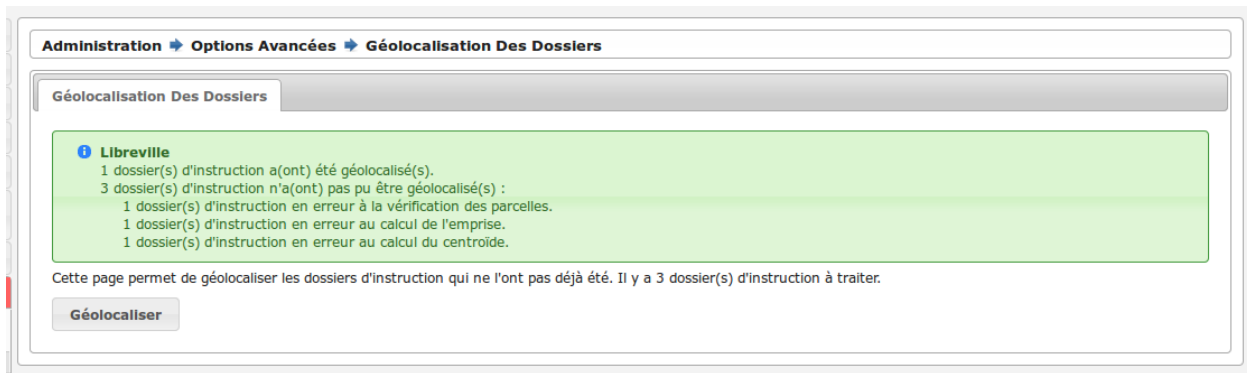 Administration Options Avancées Géolocalisation Des Dossiers
Géolocalisation Des Dossiers
Libreville
1 dossier(s) d'instruction a(ont) été géolocalisé(s).
3 dossier(s) d'instruction n'a(ont) pas pu être géolocalisé(s) :
1 dossier(s) d'instruction en erreur à la vérification des parcelles.
1 dossier(s) d'instruction en erreur au calcul de l'emprise.
1 dossier(s) d'instruction en erreur au calcul du centroïde.
Cette page permet de géolocaliser les dossiers d'instruction qui ne l'ont pas déjà été. Il y a 3 dossier(s) d'instruction à traiter.
Géolocaliser